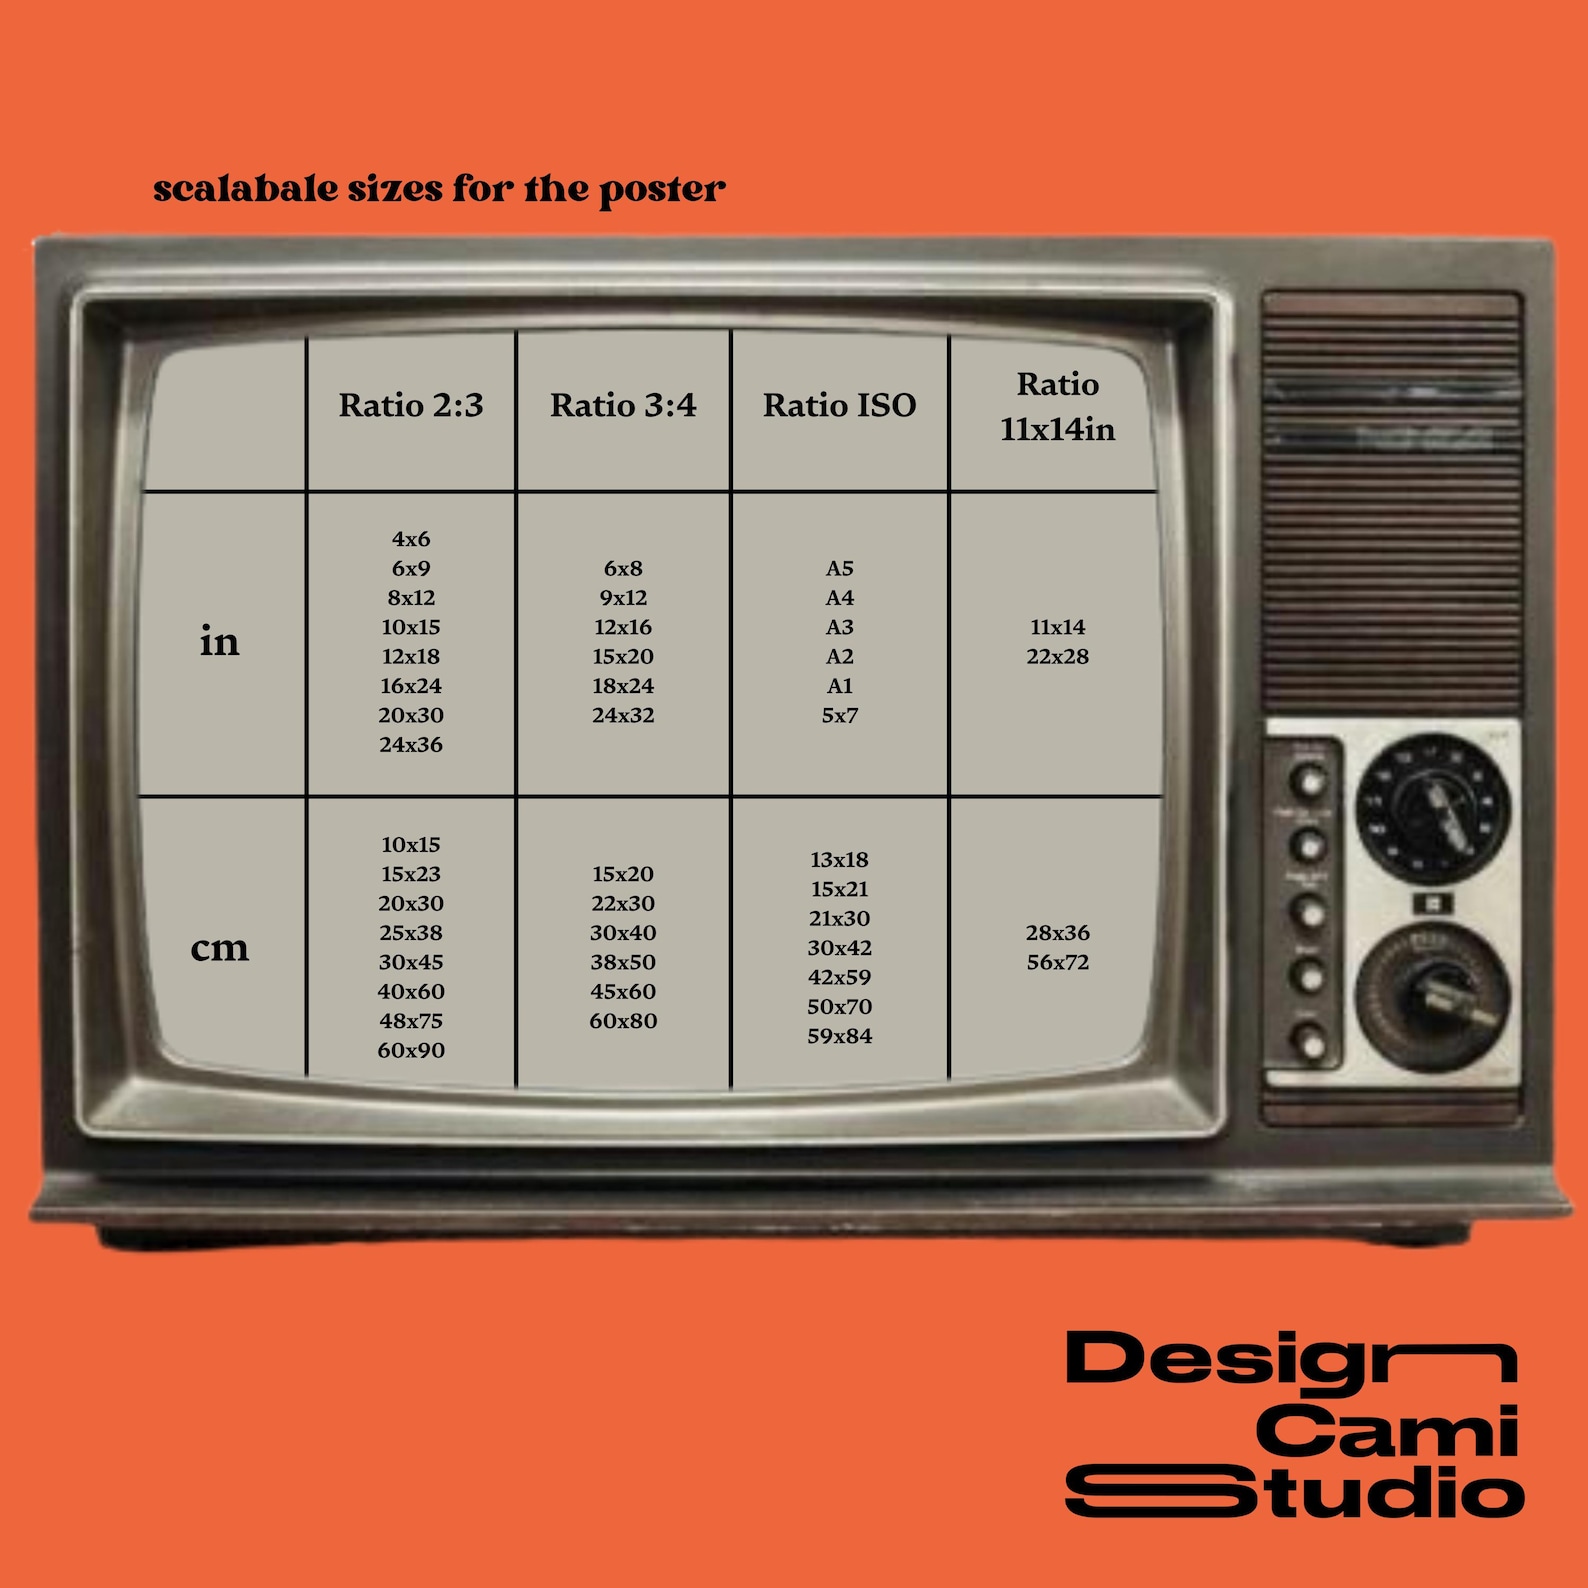 scalabale sizes for the poster
Ratio 2:3
Ratio 3:4
Ratio ISO
Ratio
11x14in
in
4x6
6x9
8x12
10x15
12x18
16x24
20x30
24x36
6x8
9x12
12x16
15x20
18x24
24x32
A5
A4
A3
A2
A1
5x7
11x14
22x28
cm
10x15
15x23
20x30
25x38
30x45
40x60
48x75
60x90
15x20
22x30
30x40
38x50
45x60
60x80
13x18
15x21
21x30
30x42
42x59
50x70
59x84
28x36
56x72
Design
Cami
Studio